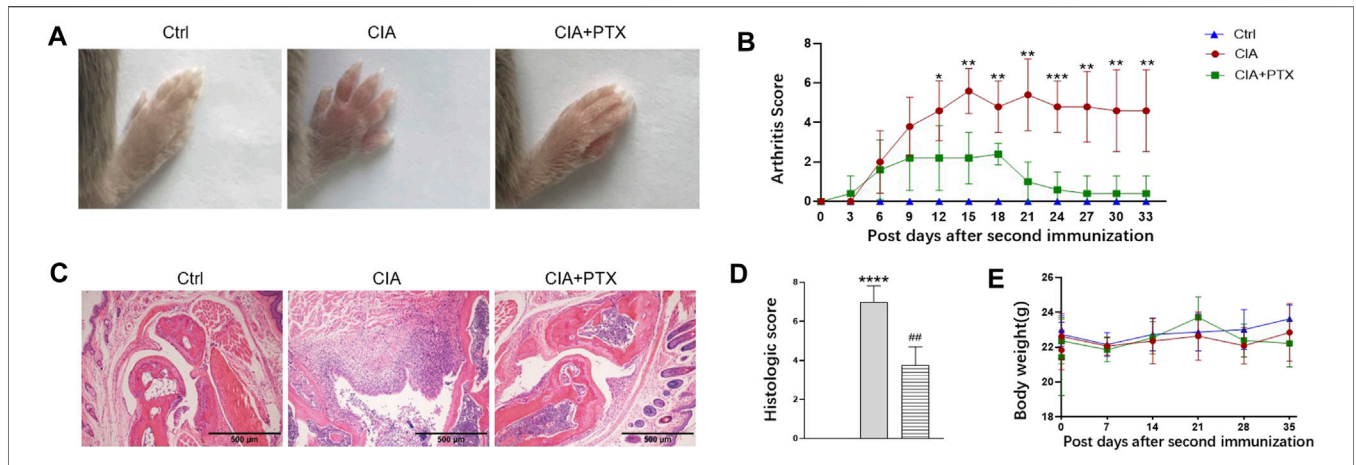 A
Ctrl
CIA
CIA+PTX
B
Arthritis Score
8
6
4
2
0
* ** ** ** *** ** ** **
0 3 6 9 12 15 18 21 24 27 30 33
Post days after second immunization
Ctrl
CIA
CIA+PTX
C
Ctrl
CIA
CIA+PTX
500 µm
500 µm
500 µm
D
Histologic score
8
6
4
2
0
****
##
E
Body weight(g)
26
24
22
20
18
0 7 14 21 28 35
Post days after second immunization